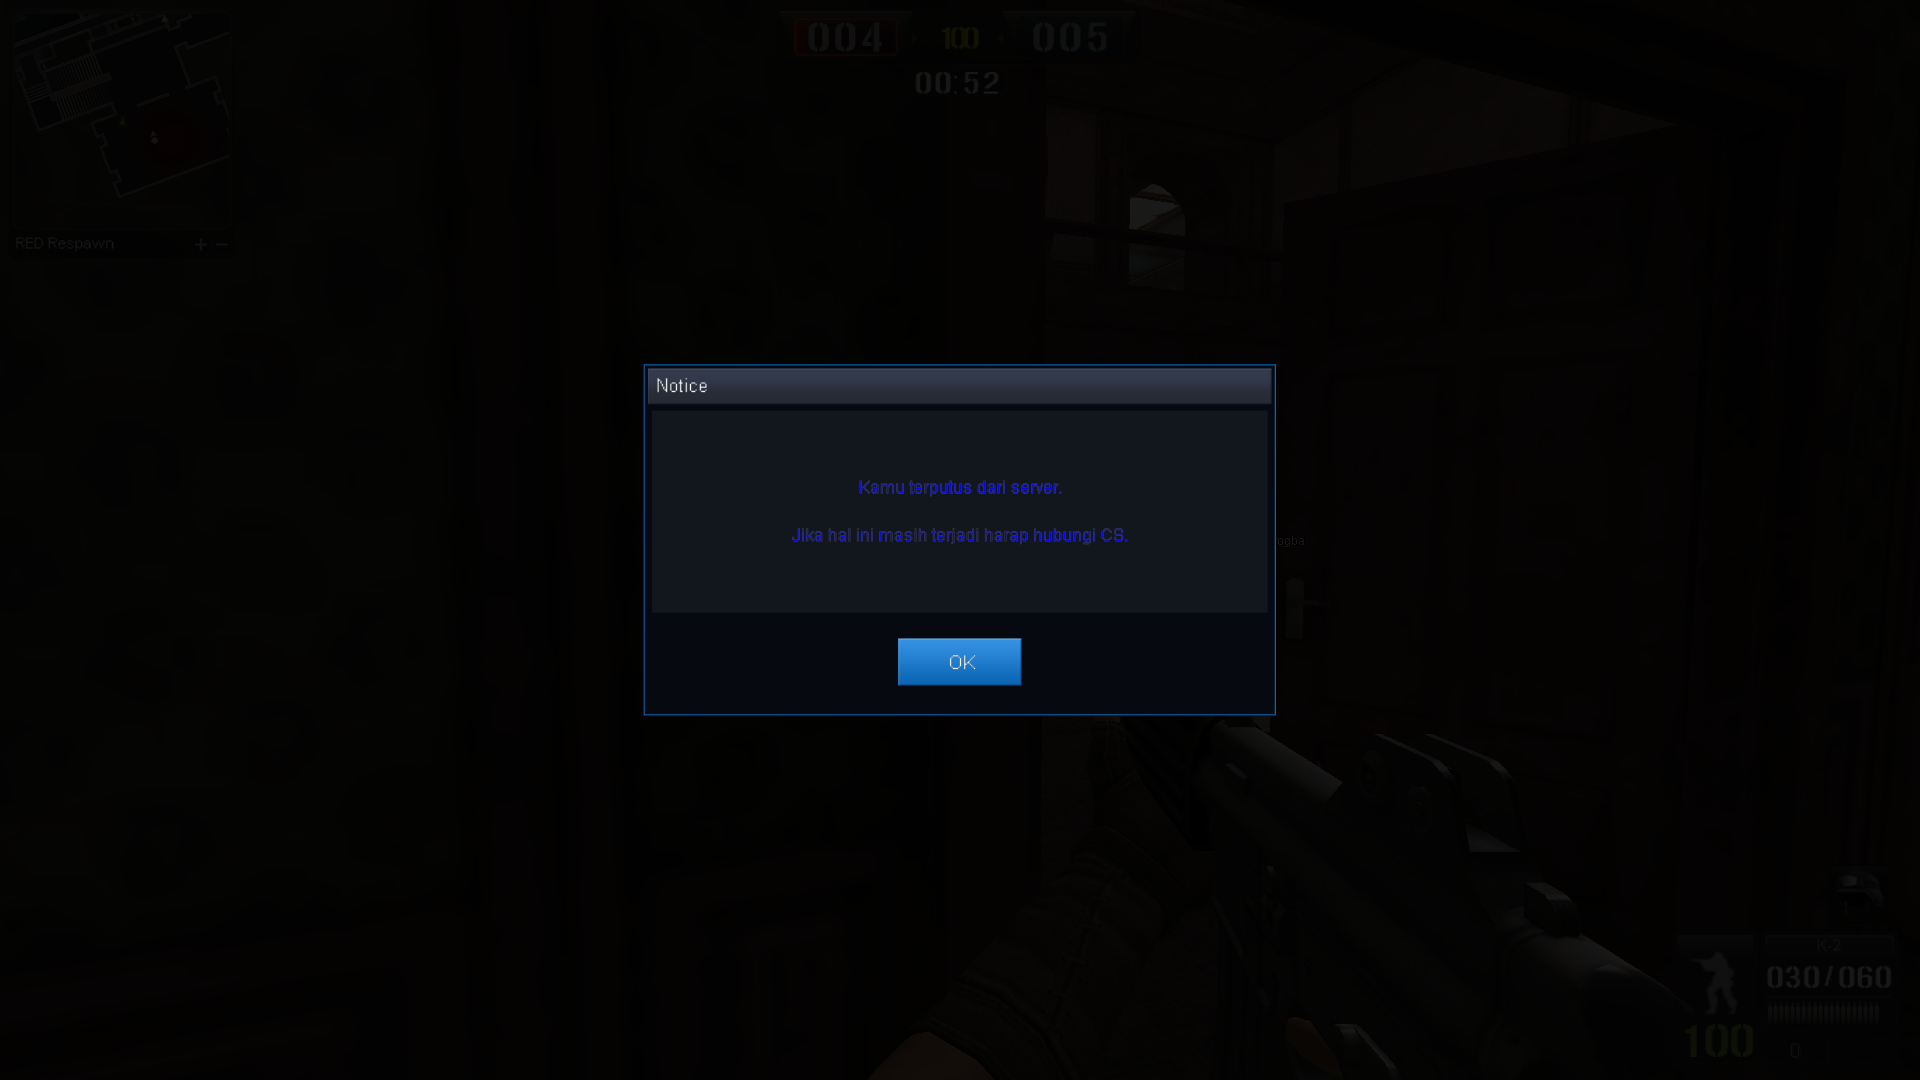 004 100 005
00:52
RED Respawn + −
Notice
Kamu terputus dari server.
Jika hal ini masih terjadi harap hubungi CS.
ogba
OK
K-2
030/060
100 0